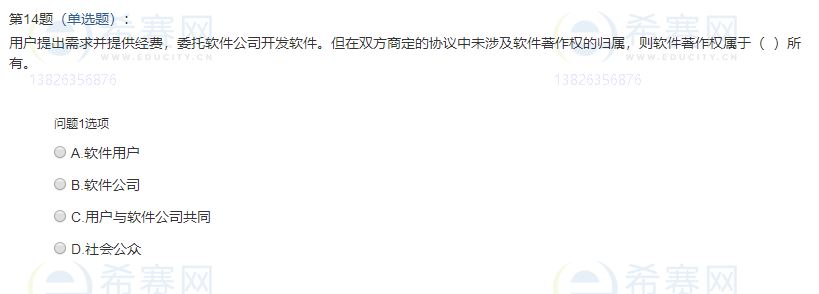 第14题（单选题）：
用户提出需求并提供经费，委托软件公司开发软件。但在双方商定的协议中未涉及软件著作权的归属，则软件著作权属于（ ）所
有。
希赛网 希赛网
WWW.EDUCITY.CN WWW.EDUCITY.CN
13826356876 13826356876
问题1选项
A.软件用户
B.软件公司
C.用户与软件公司共同
D.社会公众
希赛网 希赛网